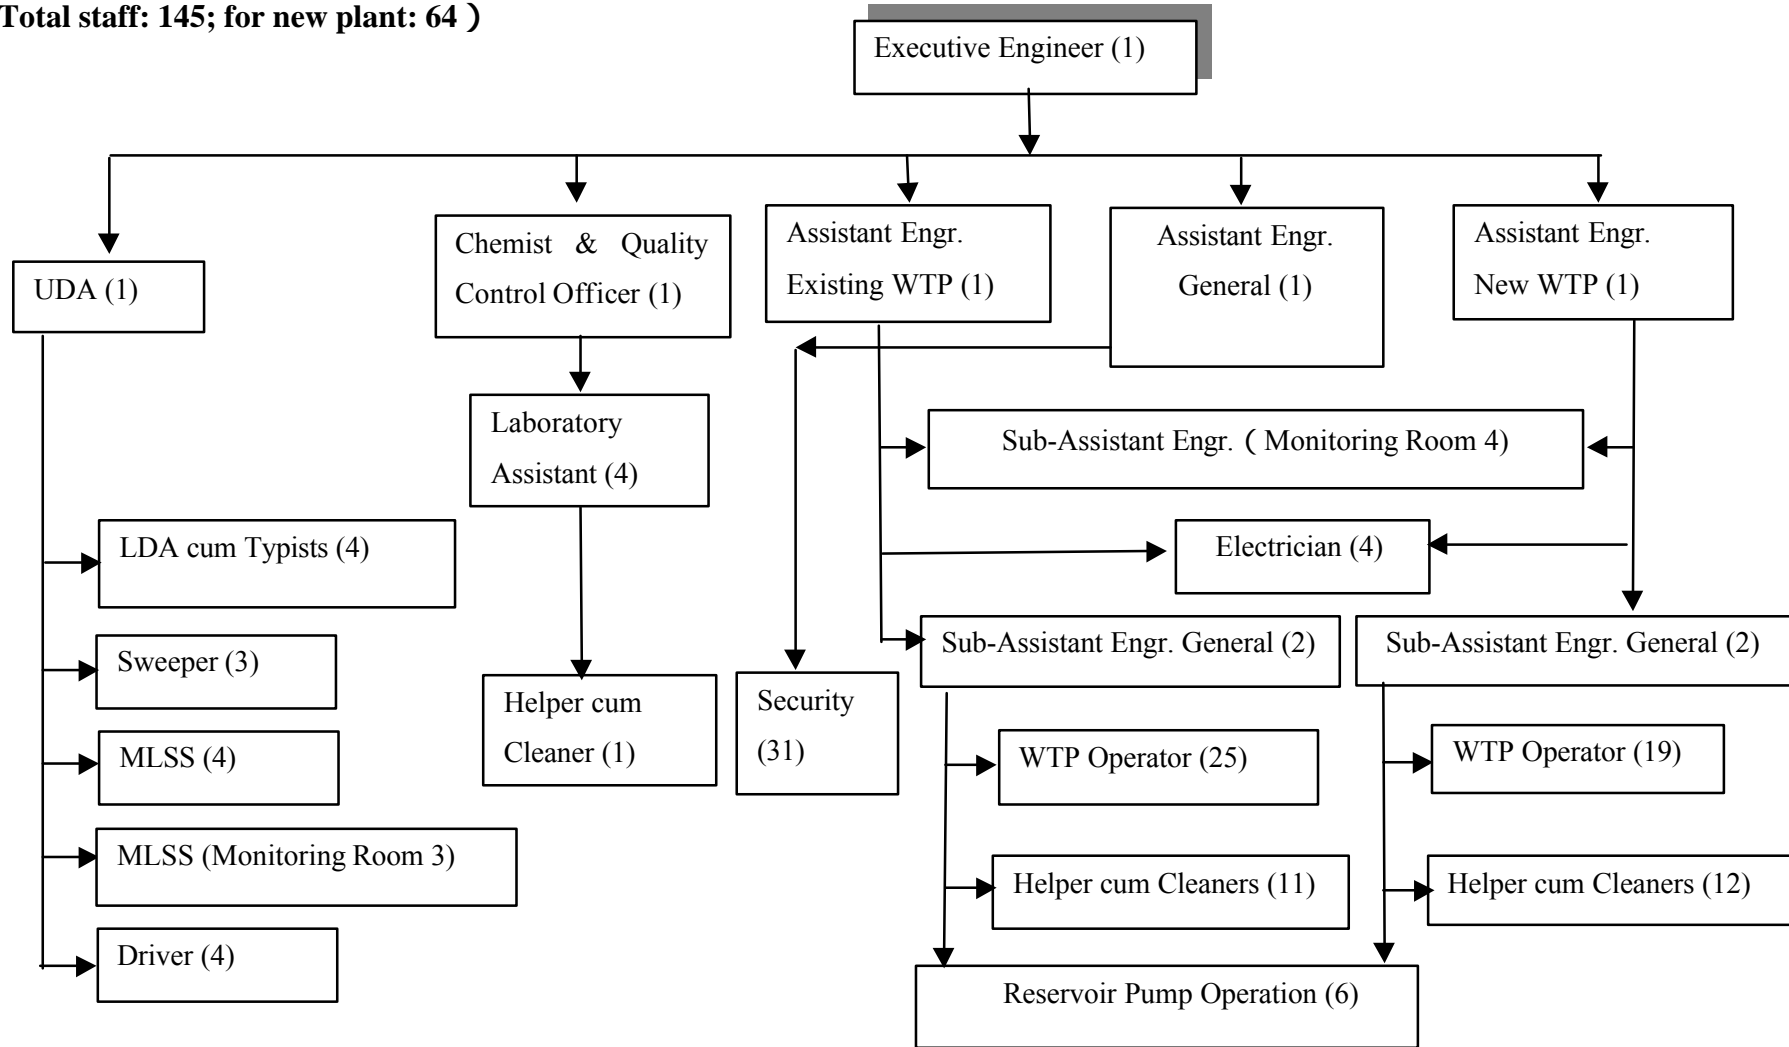 Total staff: 145; for new plant: 64 )
Executive Engineer (1)
UDA (1)
Chemist & Quality
Control Officer (1)
Assistant Engr.
Existing WTP (1)
Assistant Engr.
General (1)
Assistant Engr.
New WTP (1)
Laboratory
Assistant (4)
Sub-Assistant Engr. ( Monitoring Room 4)
LDA cum Typists (4)
Electrician (4)
Sweeper (3)
Helper cum
Cleaner (1)
Security
(31)
Sub-Assistant Engr. General (2)
Sub-Assistant Engr. General (2)
MLSS (4)
WTP Operator (25)
WTP Operator (19)
MLSS (Monitoring Room 3)
Helper cum Cleaners (11)
Helper cum Cleaners (12)
Driver (4)
Reservoir Pump Operation (6)